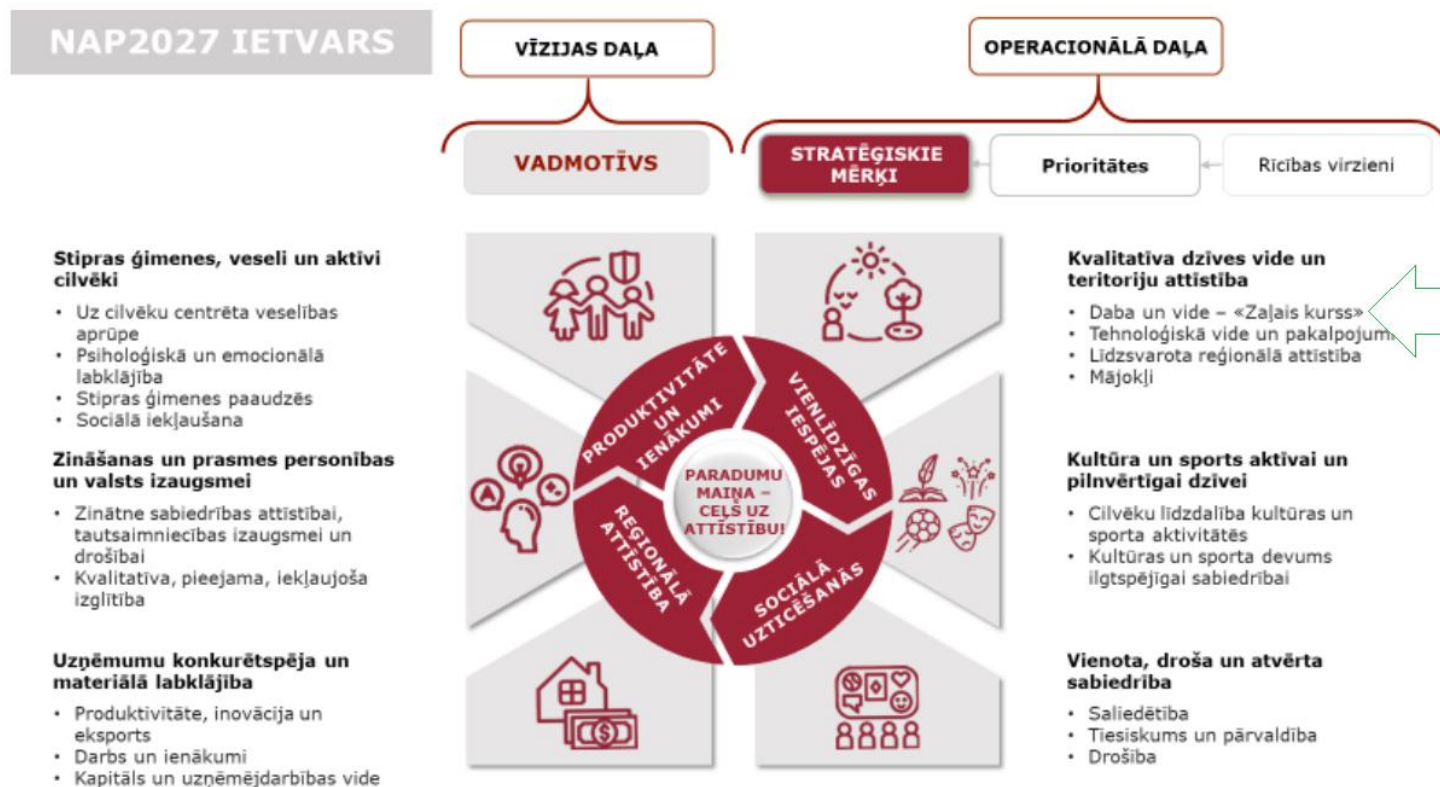 NAP2027 IETVARS
VĪZIJAS DAĻA
OPERACIONĀLĀ DAĻA
VADMOTĪVS
STRATĒĢISKIE
MĒRĶI
Prioritātes
Rīcības virzieni
Stipras ģimenes, veseli un aktīvi
cilvēki
• Uz cilvēku centrēta veselības
aprūpe
• Psiholoģiskā un emocionālā
labklājība
• Stipras ģimenes paaudzēs
• Sociālā iekļaušana
Zināšanas un prasmes personības
un valsts izaugsmei
• Zinātne sabiedrības attīstībai,
tautsaimniecības izaugsmei un
drošībai
• Kvalitatīva, pieejama, iekļaujoša
izglītība
Uzņēmumu konkurētspēja un
materiālā labklājība
• Produktivitāte, inovācija un
eksports
• Darbs un ienākumi
• Kapitāls un uzņēmējdarbības vide
PRODUKTIVITĀTE
UN
IENĀKUMI
VIENLĪDZĪGAS
IESPĒJAS
PARADUMU
MAIŅA –
CEĻŠ UZ
ATTĪSTĪBU!
REĢIONĀLĀ
ATTĪSTĪBA
SOCIĀLĀ
UZTICĒŠANĀS
A
$
Kvalitatīva dzīves vide un
teritoriju attīstība
• Daba un vide – «Zaļais kurss»
• Tehnoloģiskā vide un pakalpojumi
• Līdzsvarota reģionālā attīstība
• Mājokļi
Kultūra un sports aktīvai un
pilnvērtīgai dzīvei
• Cilvēku līdzdalība kultūras un
sporta aktivitātēs
• Kultūras un sporta devums
ilgtspējīgai sabiedrībai
Vienota, droša un atvērta
sabiedrība
• Saliedētība
• Tiesiskums un pārvaldība
• Drošība